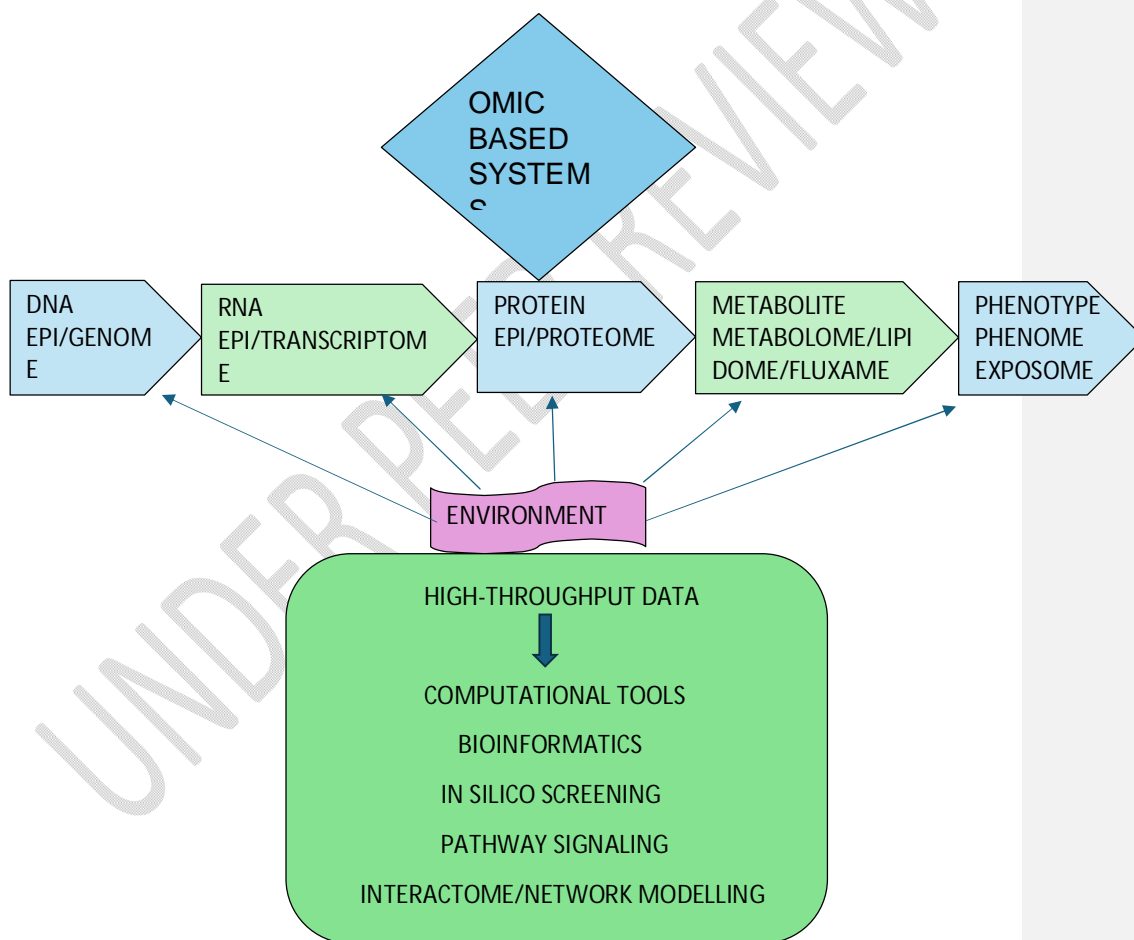 OMIC
BASED
SYSTEM
S
DNA
EPI/GENOM
E
RNA
EPI/TRANSCRIPTOM
E
PROTEIN
EPI/PROTEOME
METABOLITE
METABOLOME/LIPI
DOME/FLUXAME
PHENOTYPE
PHENOME
EXPOSOME
ENVIRONMENT
HIGH-THROUGHPUT DATA
COMPUTATIONAL TOOLS
BIOINFORMATICS
IN SILICO SCREENING
PATHWAY SIGNALING
INTERACTOME/NETWORK MODELLING
UNDER PEER REVIEW